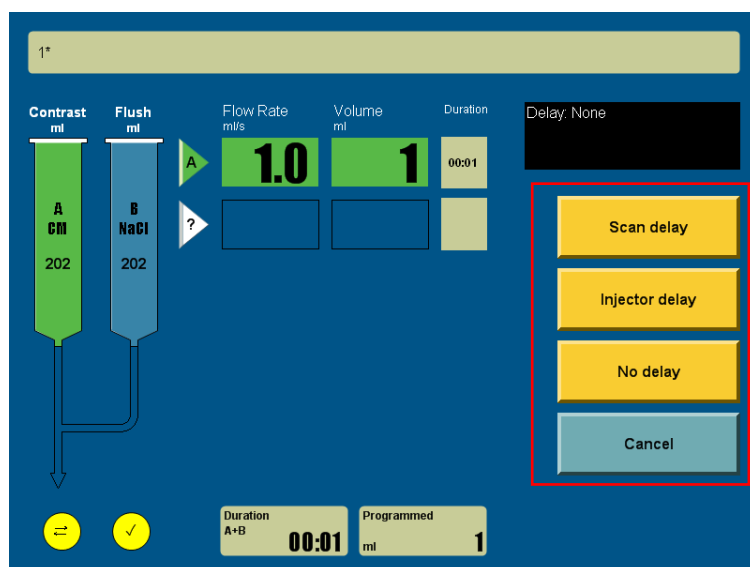 1*
Contrast
ml
Flush
ml
Flow Rate
ml/s
Volume
ml
Duration
Delay: None
A
1.0
1
00:01
?
A
CM
202
B
NaCl
202
Scan delay
Injector delay
No delay
Cancel
Duration
A+B
00:01
Programmed
ml
1